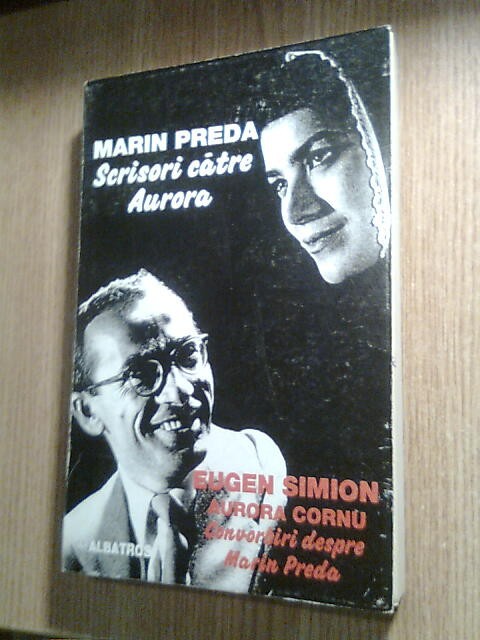 MARIN PREDA
Scrisori către
Aurora
EUGEN SIMION
AURORA CORNU
Convorbiri despre
Marin Preda
ALBATROS